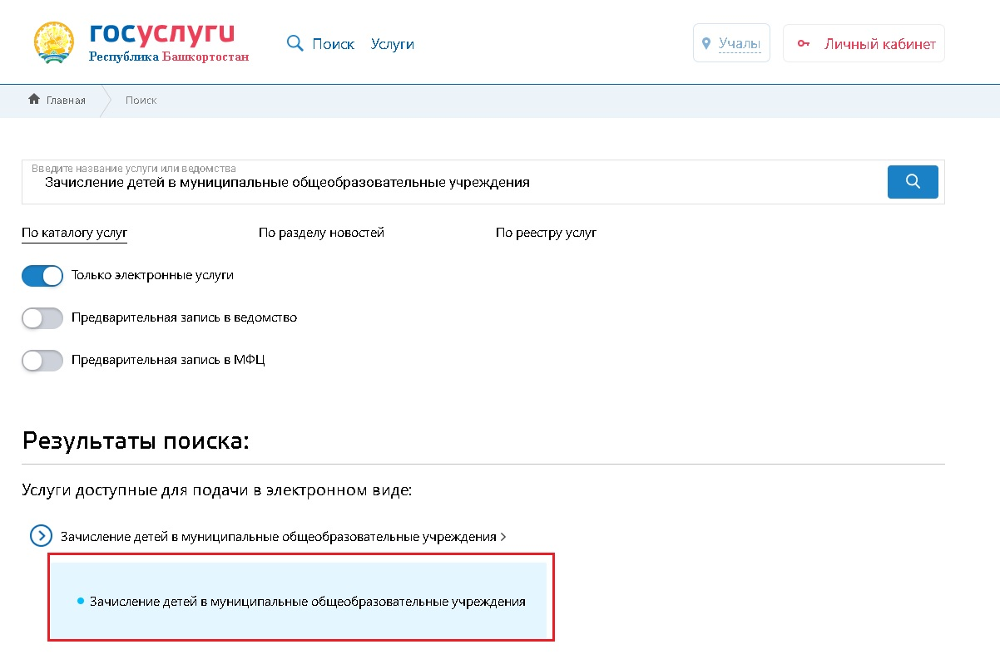 госуслуги
Республика Башкортостан
Поиск
Услуги
Учалы
Личный кабинет
Главная
Поиск
Введите название услуги или ведомства
Зачисление детей в муниципальные общеобразовательные учреждения
По каталогу услуг
По разделу новостей
По реестру услуг
Только электронные услуги
Предварительная запись в ведомство
Предварительная запись в МФЦ
Результаты поиска:
Услуги доступные для подачи в электронном виде:
Зачисление детей в муниципальные общеобразовательные учреждения >
Зачисление детей в муниципальные общеобразовательные учреждения